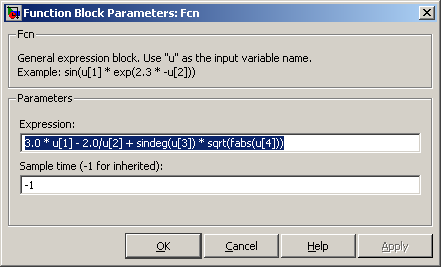 Function Block Parameters: Fcn
Fcn
General expression block. Use "u" as the input variable name.
Example: sin(u[1] * exp(2.3 * -u[2]))
Parameters
Expression:
3.0 * u[1] - 2.0/u[2] + sindeg(u[3]) * sqrt(fabs(u[4]))
Sample time (-1 for inherited):
-1
OK Cancel Help Apply